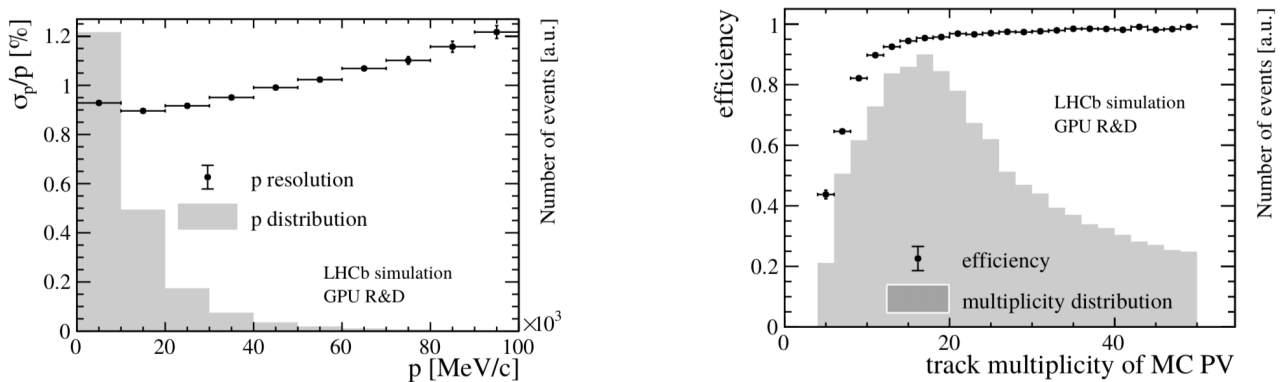 σp/p [%]
1.2
1
0.8
0.6
0.4
0.2
0
p resolution
p distribution
LHCb simulation
GPU R&D
Number of events [a.u.]
0 20 40 60 80 100
×10³
p [MeV/c]
efficiency
1
0.8
0.6
0.4
0.2
0
LHCb simulation
GPU R&D
efficiency
multiplicity distribution
Number of events [a.u.]
0 20 40
track multiplicity of MC PV